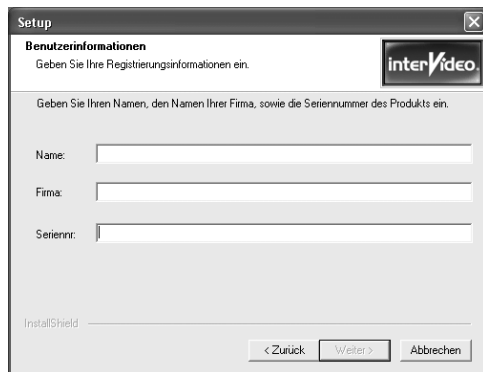 Setup
Benutzerinformationen
Geben Sie Ihre Registrierungsinformationen ein.
interVideo.
Geben Sie Ihren Namen, den Namen Ihrer Firma, sowie die Seriennummer des Produkts ein.
Name:
Firma:
Seriennr:
InstallShield
< Zurück Weiter > Abbrechen